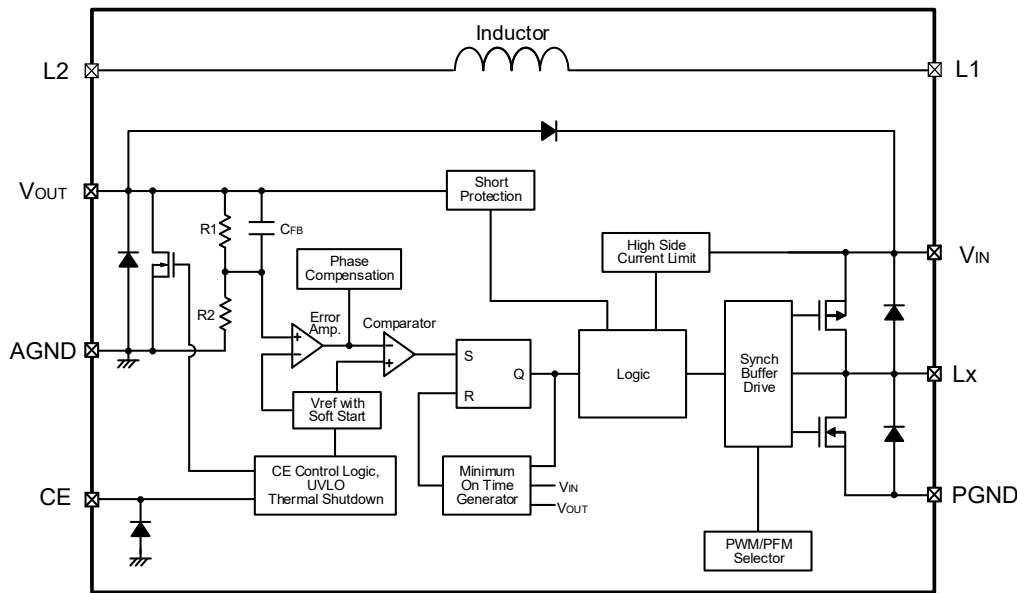 Inductor
L2
L1
VOUT
Short
Protection
R1
CFB
High Side
Current Limit
VIN
Phase
Compensation
R2
Error
Amp.
Comparator
AGND
+
−
−
+
S
Q
R
Logic
Synch
Buffer
Drive
Lx
Vref with
Soft Start
CE Control Logic,
UVLO
Thermal Shutdown
Minimum
On Time
Generator
VIN
VOUT
CE
PGND
PWM/PFM
Selector